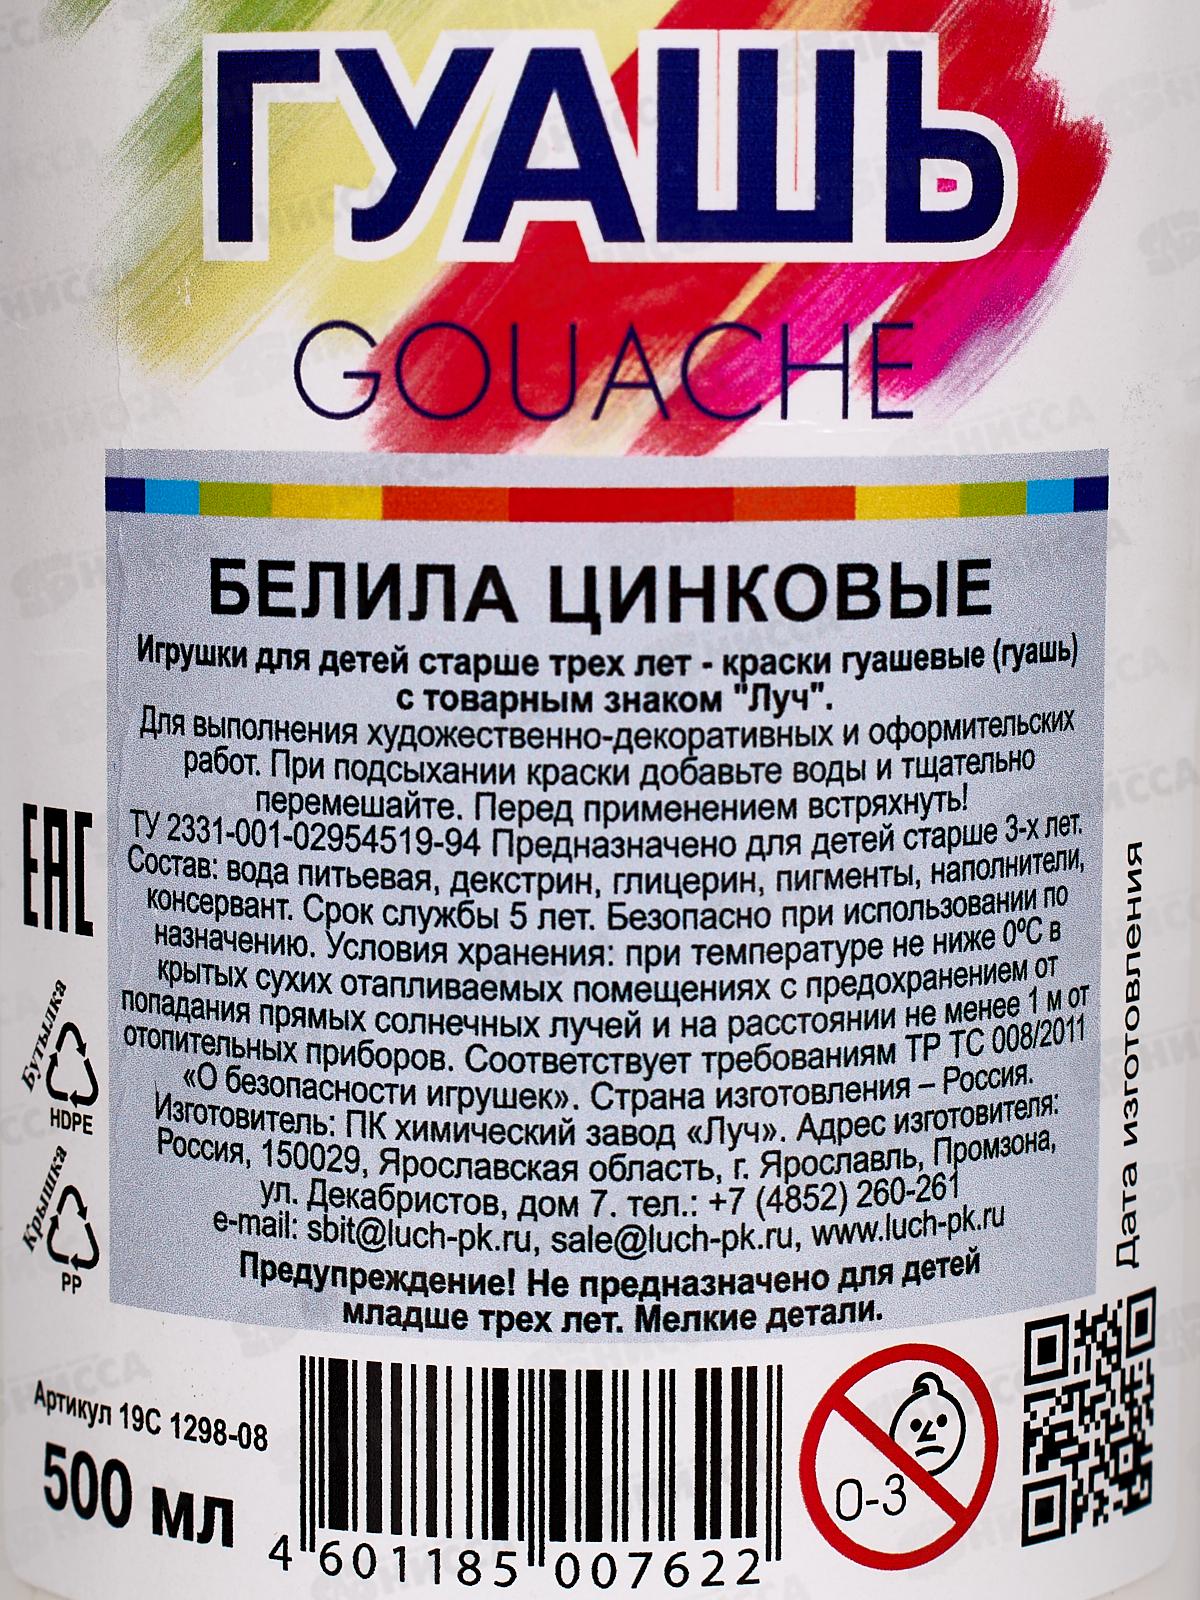 ГУАШЬ
GOUACHE
БЕЛИЛА ЦИНКОВЫЕ
Игрушки для детей старше трех лет - краски гуашевые (гуашь)
с товарным знаком "Луч".
Для выполнения художественно-декоративных и оформительских
работ. При подсыхании краски добавьте воды и тщательно
перемешайте. Перед применением встряхнуть!
ТУ 2331-001-02954519-94 Предназначено для детей старше 3-х лет.
Состав: вода питьевая, декстрин, глицерин, пигменты, наполнители,
консервант. Срок службы 5 лет. Безопасно при использовании по
назначению. Условия хранения: при температуре не ниже 0ºС в
крытых сухих отапливаемых помещениях с предохранением от
попадания прямых солнечных лучей и на расстоянии не менее 1 м от
отопительных приборов. Соответствует требованиям ТР ТС 008/2011
«О безопасности игрушек». Страна изготовления – Россия.
Изготовитель: ПК химический завод «Луч». Адрес изготовителя:
Россия, 150029, Ярославская область, г. Ярославль, Промзона,
ул. Декабристов, дом 7. тел.: +7 (4852) 260-261
e-mail: sbit@luch-pk.ru, sale@luch-pk.ru, www.luch-pk.ru
Предупреждение! Не предназначено для детей
младше трех лет. Мелкие детали.
ЕАС
Бутылка
HDPE
Крышка
PP
Дата изготовления
Артикул 19С 1298-08
500 мл
4 601185 007622
0-3